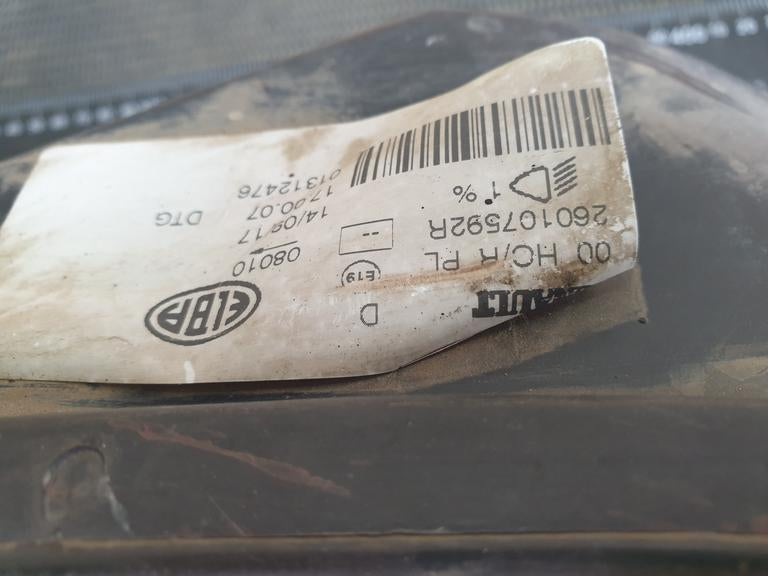 ELBA
D
08010
E19
00 HC/R PL
14/09/17
--
260107592R
17:00.07
DTG
1 %
01312476